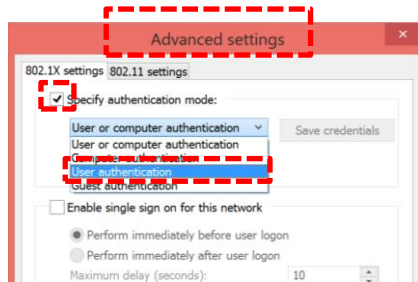 Advanced settings
802.1X settings 802.11 settings
Specify authentication mode:
User or computer authentication Save credentials
User or computer authentication
Computer authentication
User authentication
Guest authentication
Enable single sign on for this network
Perform immediately before user logon
Perform immediately after user logon
Maximum delay (seconds): 10